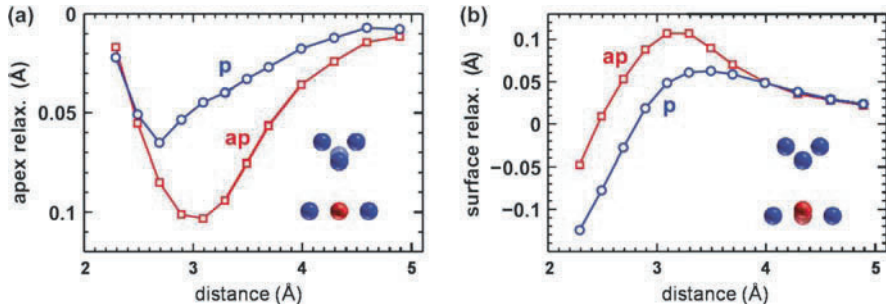 (a)
0
0.05
0.1
apex relax. (Å)
p
ap
2
3
4
5
distance (Å)
(b)
0.1
0.05
0
−0.05
−0.1
surface relax. (Å)
ap
p
2
3
4
5
distance (Å)